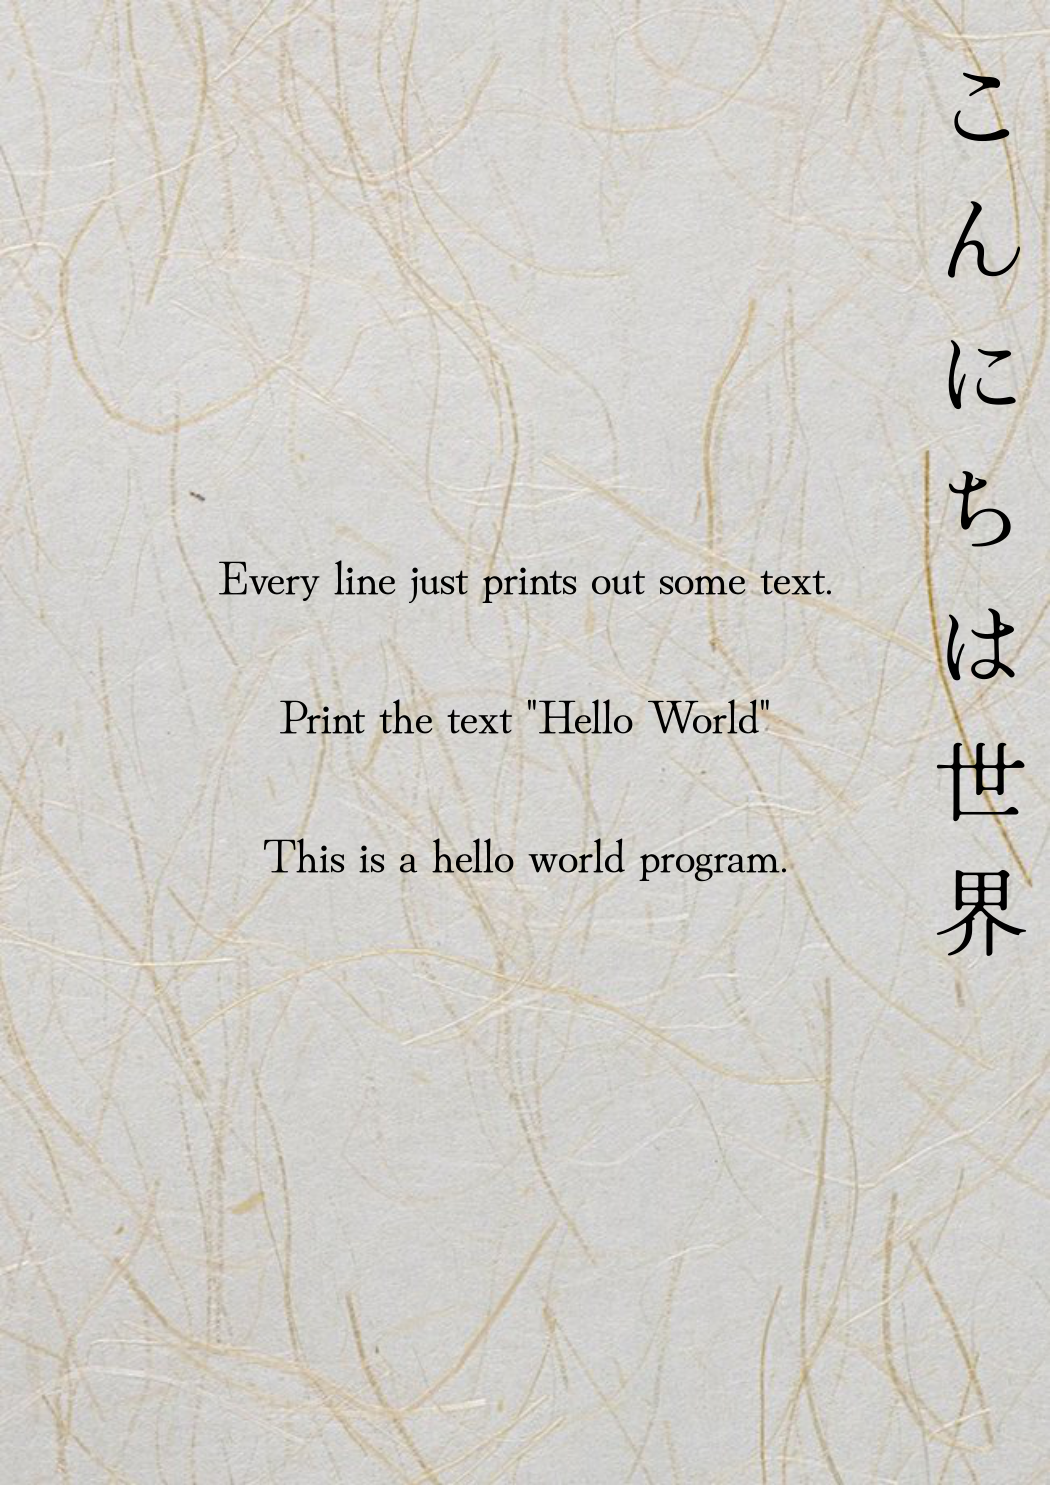 こんにちは世界
Every line just prints out some text.
Print the text "Hello World"
This is a hello world program.